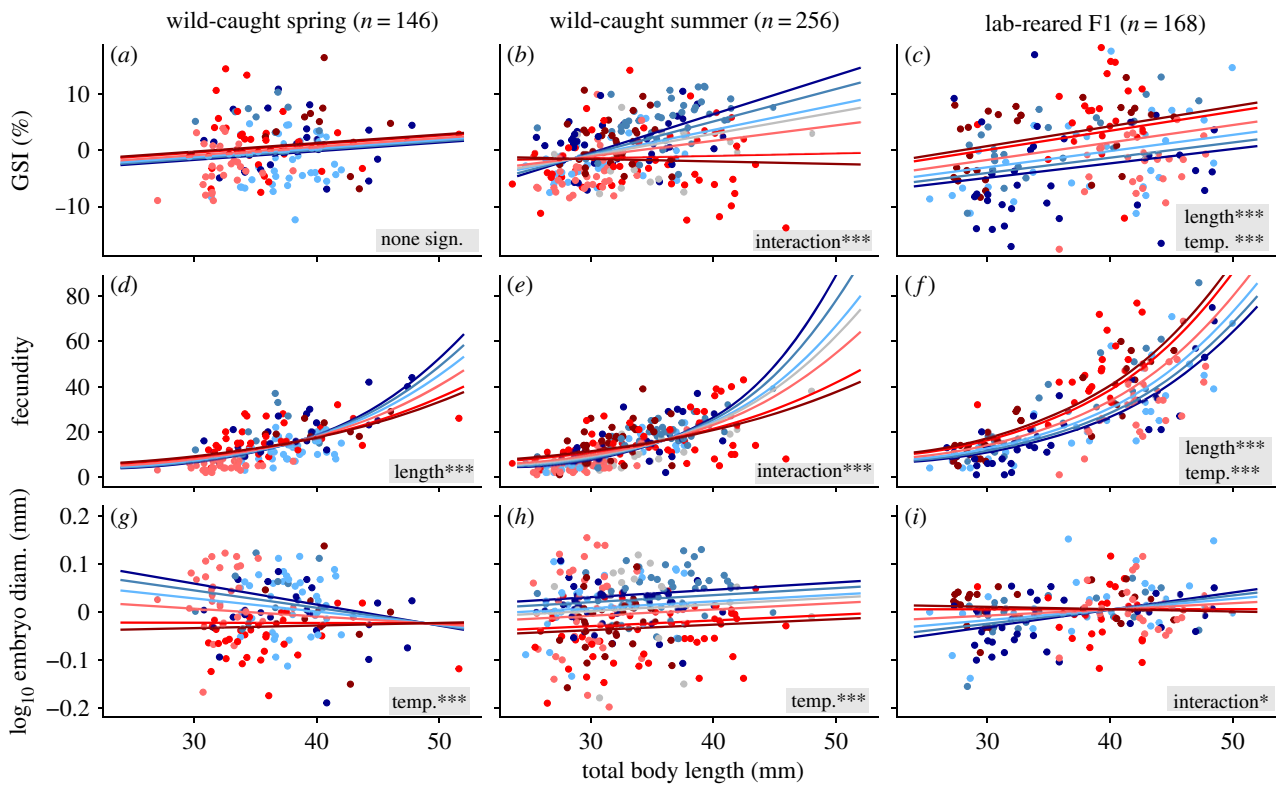 wild-caught spring (n = 146)
wild-caught summer (n = 256)
lab-reared F1 (n = 168)
(a)
(b)
(c)
GSI (%)
10
0
−10
none sign.
interaction***
length***
temp. ***
(d)
(e)
(f)
fecundity
80
60
40
20
0
length***
interaction***
length***
temp.***
(g)
(h)
(i)
log10 embryo diam. (mm)
0.2
0.1
0
−0.1
−0.2
temp.***
temp.***
interaction*
30 40 50 30 40 50 30 40 50
total body length (mm)